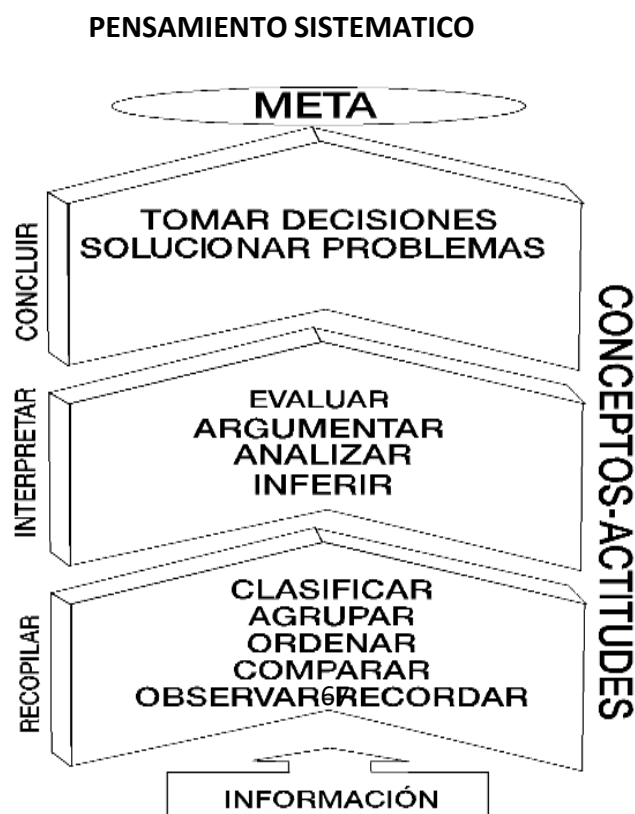 PENSAMIENTO SISTEMATICO
META
TOMAR DECISIONES
SOLUCIONAR PROBLEMAS
CONCLUIR
EVALUAR
ARGUMENTAR
ANALIZAR
INFERIR
INTERPRETAR
CLASIFICAR
AGRUPAR
ORDENAR
COMPARAR
OBSERVAR RECORDAR
RECOPILAR
CONCEPTOS-ACTITUDES
INFORMACIÓN